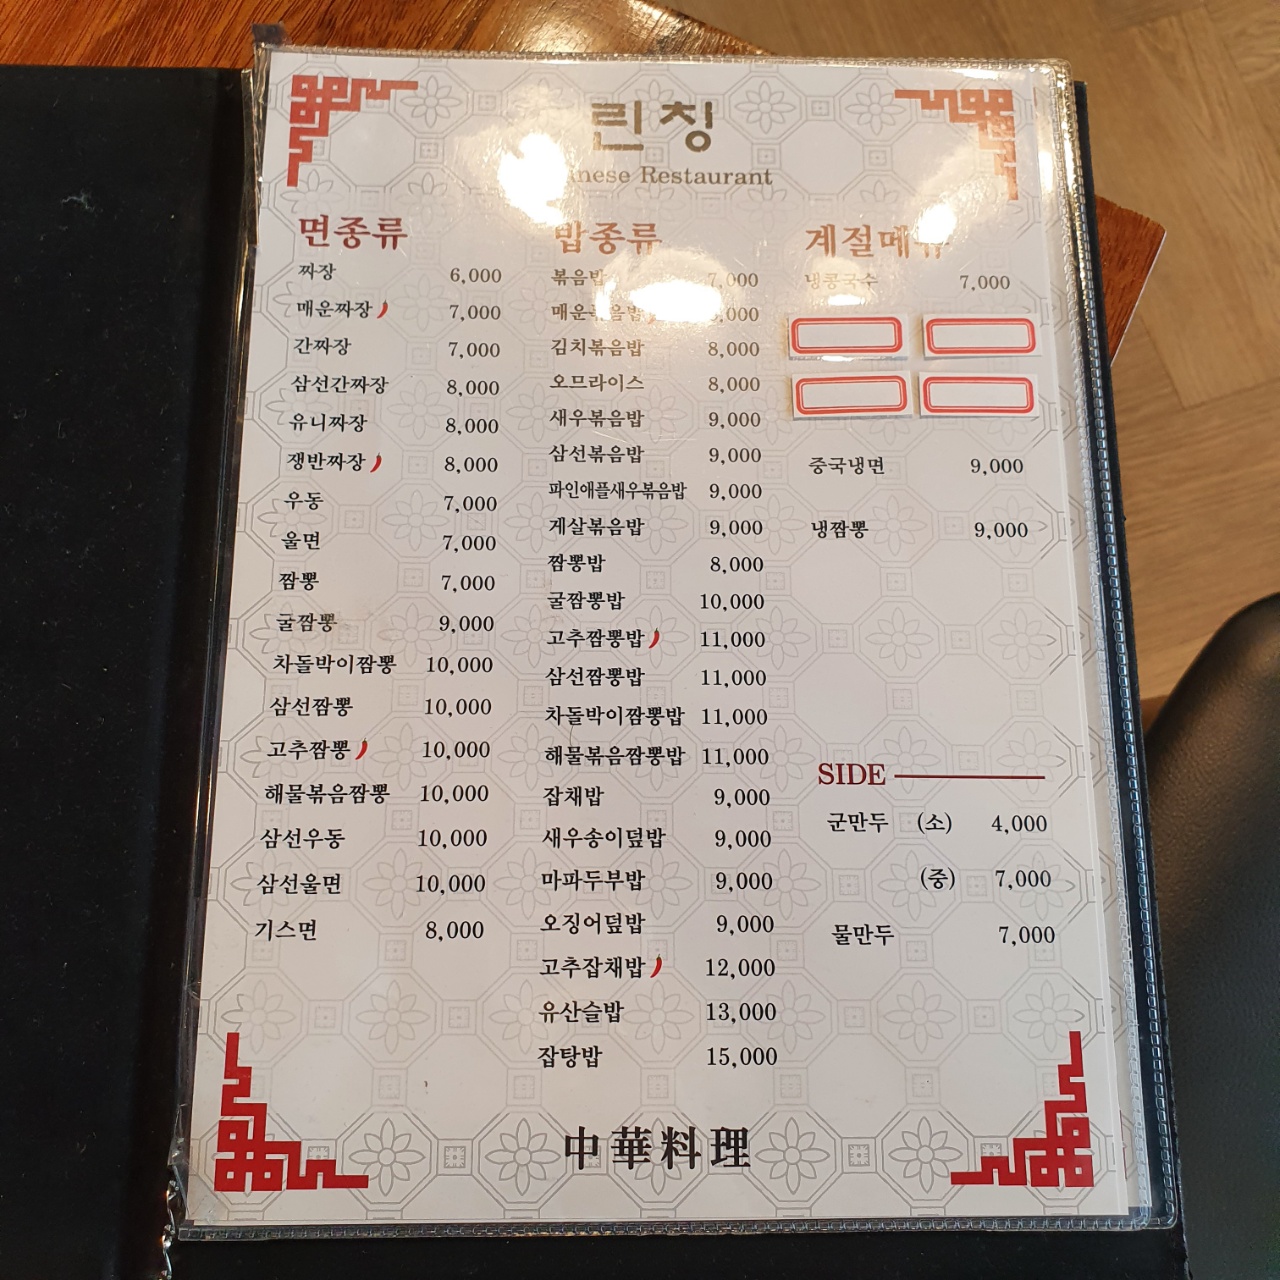 린칭
Restaurant
면종류
짜장 6,000
매운짜장 7,000
간짜장 7,000
삼선간짜장 8,000
유니짜장 8,000
쟁반짜장 8,000
우동 7,000
울면 7,000
짬뽕 7,000
굴짬뽕 9,000
차돌박이짬뽕 10,000
삼선짬뽕 10,000
고추짬뽕 10,000
해물볶음짬뽕 10,000
삼선우동 10,000
삼선울면 10,000
기스면 8,000
밥종류
볶음밥 7,000
매운볶음밥
김치볶음밥 8,000
오므라이스 8,000
새우볶음밥 9,000
삼선볶음밥 9,000
파인애플새우볶음밥 9,000
게살볶음밥 9,000
짬뽕밥 8,000
굴짬뽕밥 10,000
고추짬뽕밥 11,000
삼선짬뽕밥 11,000
차돌박이짬뽕밥 11,000
해물볶음짬뽕밥 11,000
잡채밥 9,000
새우송이덮밥 9,000
마파두부밥 9,000
오징어덮밥 9,000
고추잡채밥 12,000
유산슬밥 13,000
잡탕밥 15,000
계절메뉴
냉콩국수 7,000
중국냉면 9,000
냉짬뽕 9,000
SIDE
군만두 (소) 4,000
(중) 7,000
물만두 7,000
中華料理